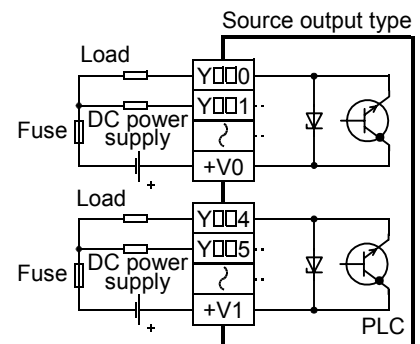 Source output type
Load
Y□□0
Y□□1
Fuse
DC power
supply
+V0
+
Load
Y□□4
Y□□5
Fuse
DC power
supply
+V1
+
PLC